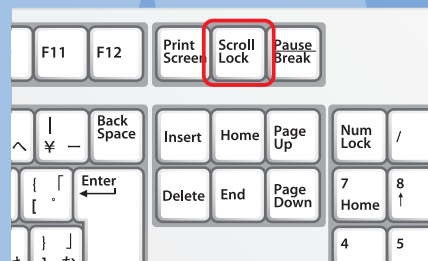 F11 F12 Print Screen Scroll Lock Pause Break
へ | ¥ ー Back Space Insert Home Page Up Num Lock /
{ 「 [ ° Enter Delete End Page Down 7 Home 8 ↑
} 」 4 5